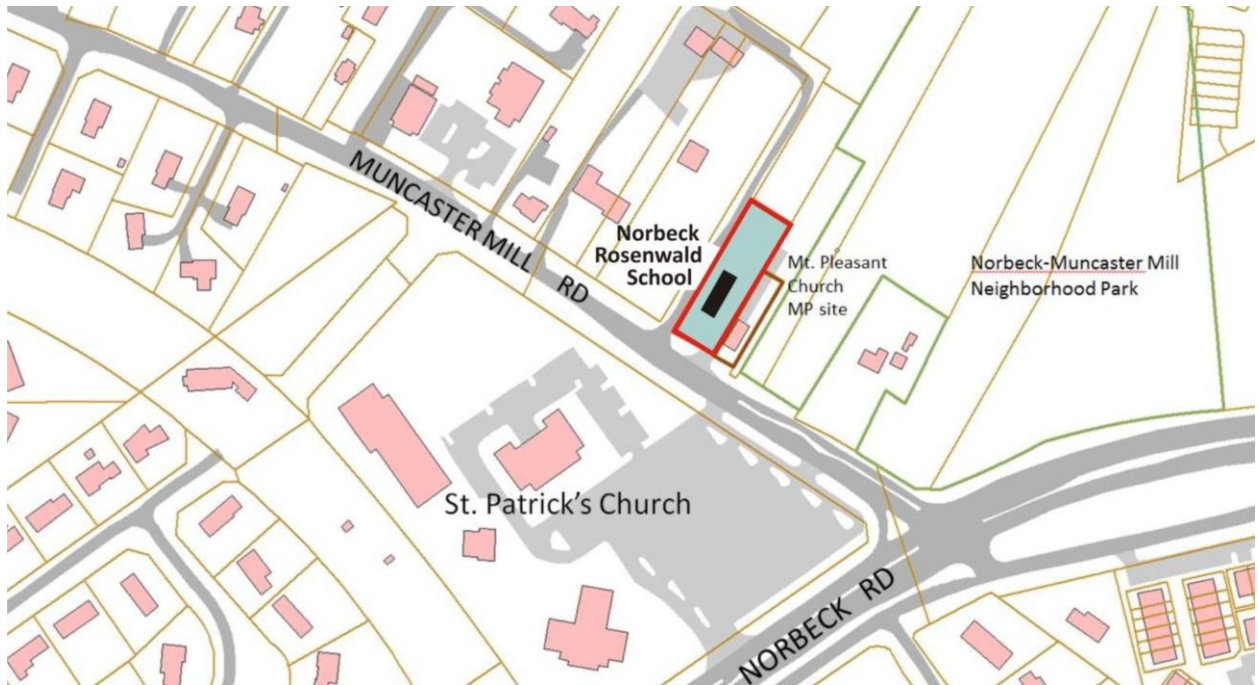 MUNCASTER MILL RD
Norbeck
Rosenwald
School
Mt. Pleasant
Church
MP site
Norbeck-Muncaster Mill
Neighborhood Park
St. Patrick's Church
NORBECK RD